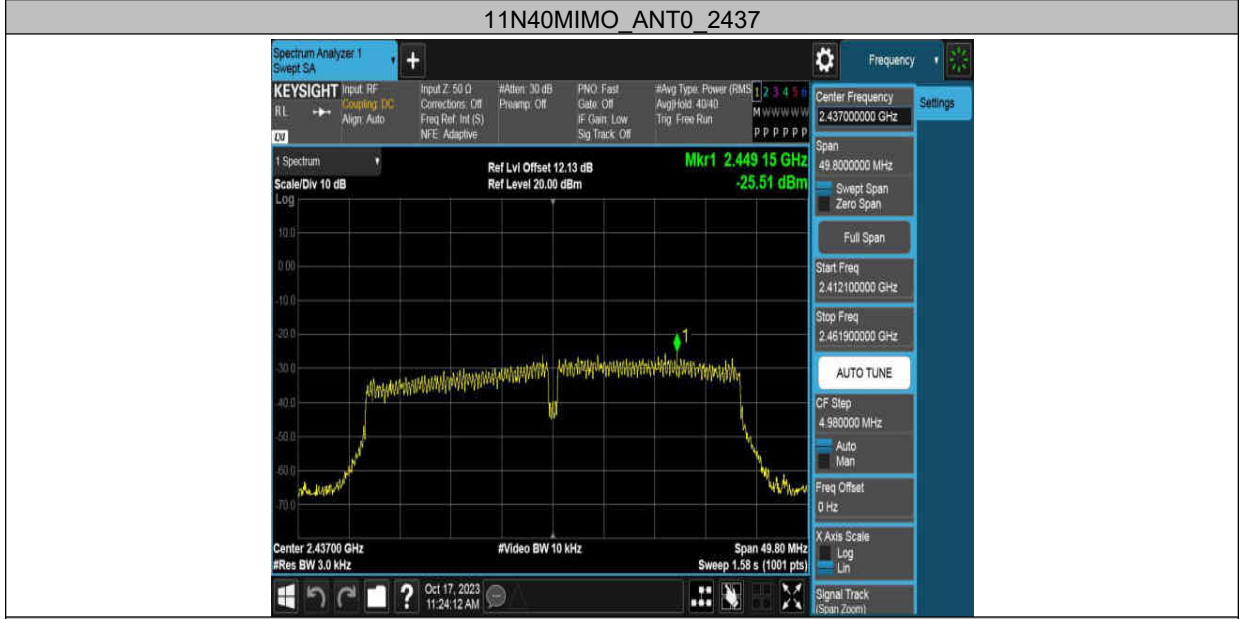 11N40MIMO_ANT0_2437
Spectrum Analyzer 1
Swept SA
Frequency
KEYSIGHT
RL
LXI
Input: RF
Coupling: DC
Align: Auto
Input Z: 50 Ω
Corrections: Off
Freq Ref: Int (S)
NFE: Adaptive
#Atten: 30 dB
Preamp: Off
PNO: Fast
Gate: Off
IF Gain: Low
Sig Track: Off
#Avg Type: Power (RMS
Avg|Hold: 40/40
Trig: Free Run
1 2 3 4 5 6
M W W W W W
P P P P P P
Center Frequency
2.437000000 GHz
Settings
Span
49.8000000 MHz
Swept Span
Zero Span
Full Span
Start Freq
2.412100000 GHz
Stop Freq
2.461900000 GHz
AUTO TUNE
CF Step
4.980000 MHz
Auto
Man
Freq Offset
0 Hz
X Axis Scale
Log
Lin
Signal Track
(Span Zoom)
1 Spectrum
Scale/Div 10 dB
Log
Ref Lvl Offset 12.13 dB
Ref Level 20.00 dBm
Mkr1 2.449 15 GHz
-25.51 dBm
10.0
0.00
-10.0
-20.0
-30.0
-40.0
-50.0
-60.0
-70.0
1
Center 2.43700 GHz
#Res BW 3.0 kHz
#Video BW 10 kHz
Span 49.80 MHz
Sweep 1.58 s (1001 pts)
Oct 17, 2023
11:24:12 AM